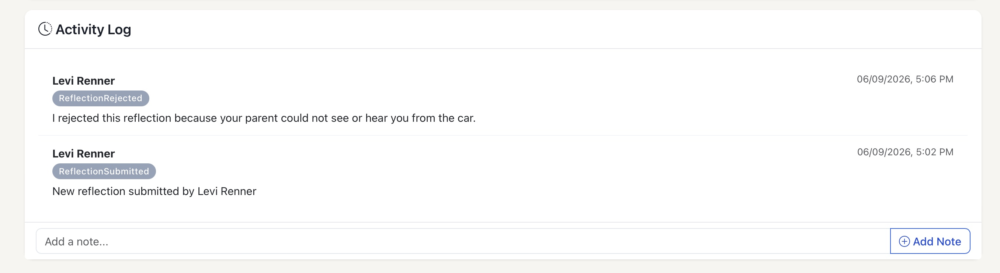 Activity Log
Levi Renner
06/09/2026, 5:06 PM
ReflectionRejected
I rejected this reflection because your parent could not see or hear you from the car.
Levi Renner
06/09/2026, 5:02 PM
ReflectionSubmitted
New reflection submitted by Levi Renner
Add a note...
Add Note